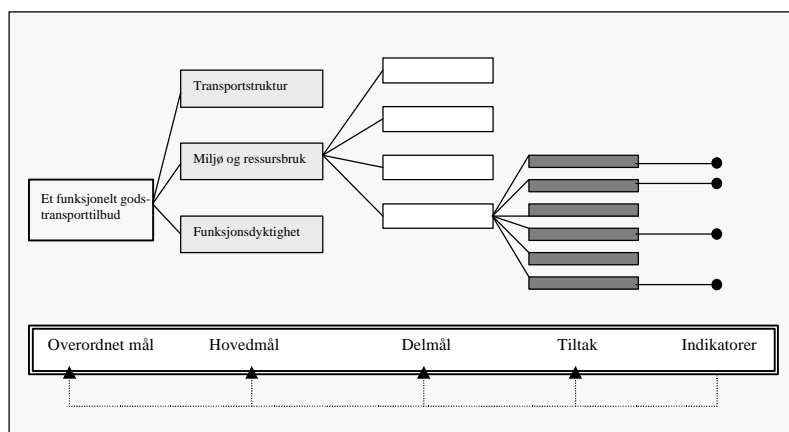 Transportstruktur
Miljø og ressursbruk
Et funksjonelt gods-
transporttilbud
Funksjonsdyktighet
Overordnet mål Hovedmål Delmål Tiltak Indikatorer